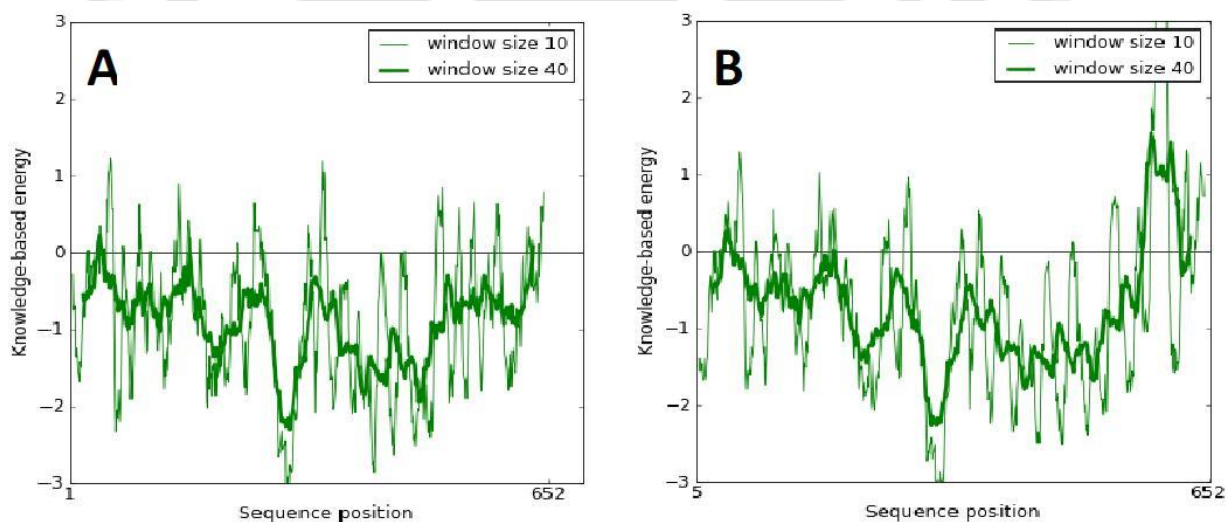 A
window size 10
window size 40
3
2
1
0
−1
−2
−3
Knowledge-based energy
1
652
Sequence position
B
window size 10
window size 40
3
2
1
0
−1
−2
−3
Knowledge-based energy
5
652
Sequence position